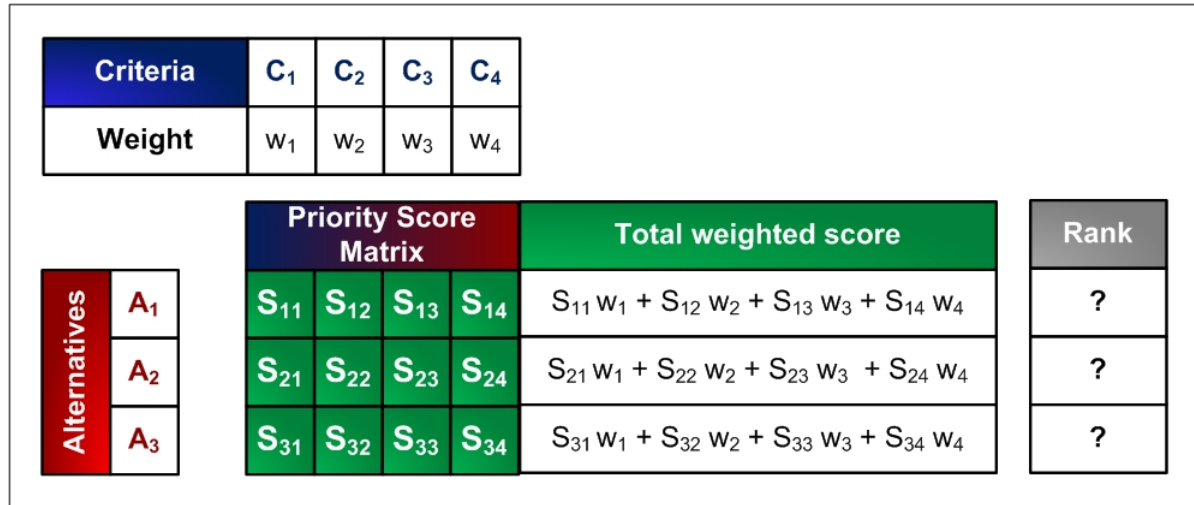 Criteria C₁ C₂ C₃ C₄
Weight w₁ w₂ w₃ w₄
Priority Score
Matrix
Total weighted score
Rank
Alternatives
A₁ S₁₁ S₁₂ S₁₃ S₁₄ S₁₁ w₁ + S₁₂ w₂ + S₁₃ w₃ + S₁₄ w₄ ?
A₂ S₂₁ S₂₂ S₂₃ S₂₄ S₂₁ w₁ + S₂₂ w₂ + S₂₃ w₃ + S₂₄ w₄ ?
A₃ S₃₁ S₃₂ S₃₃ S₃₄ S₃₁ w₁ + S₃₂ w₂ + S₃₃ w₃ + S₃₄ w₄ ?